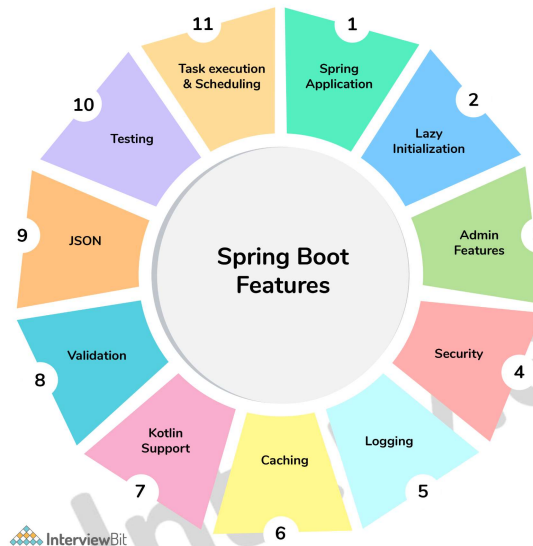 11
Task execution
& Scheduling
1
Spring
Application
2
Lazy
Initialization
Admin
Features
Security
4
Logging
5
Caching
6
Kotlin
Support
7
Validation
8
JSON
9
Testing
10
Spring Boot
Features
InterviewBit